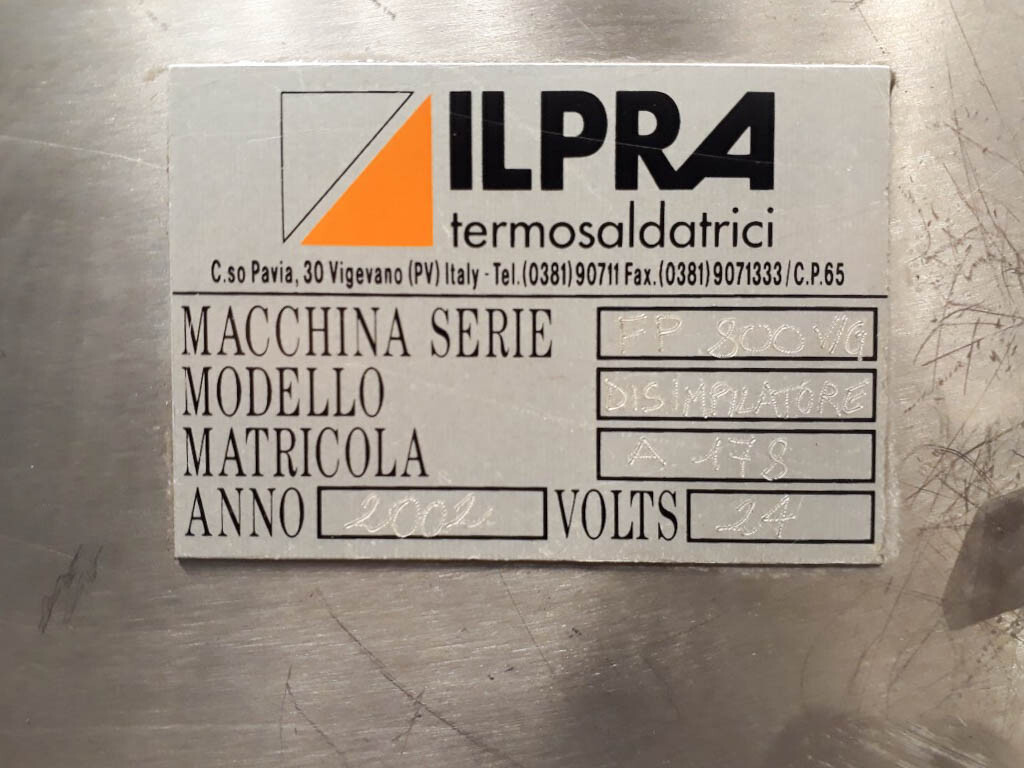 ILPRA
termosaldatrici
C.so Pavia, 30 Vigevano (PV) Italy - Tel.(0381)90711 Fax.(0381)9071333/C.P.65
MACCHINA SERIE FP 800 V/G
MODELLO DISIMPILATORE
MATRICOLA A 178
ANNO 2002 VOLTS 24